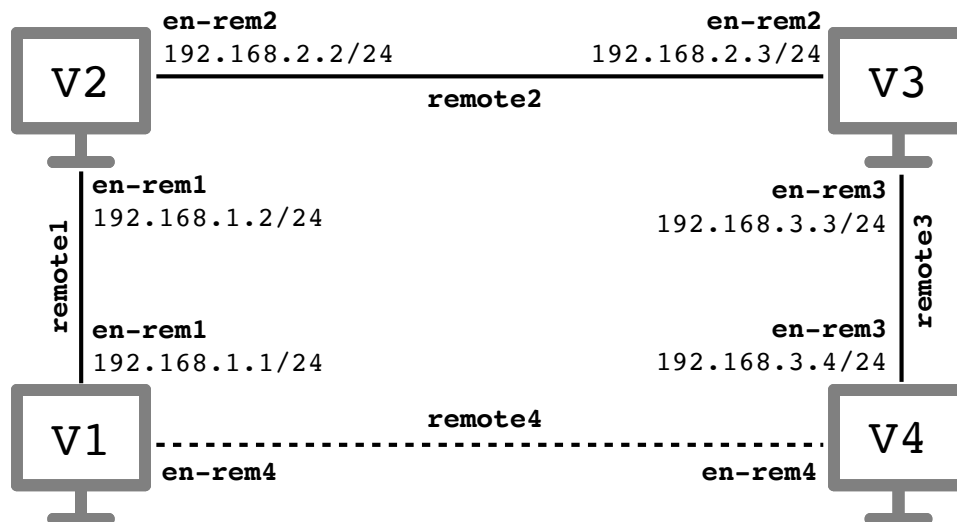 en-rem2
192.168.2.2/24
en-rem2
192.168.2.3/24
V2
V3
remote2
en-rem1
192.168.1.2/24
en-rem3
192.168.3.3/24
remote1
remote3
en-rem1
192.168.1.1/24
en-rem3
192.168.3.4/24
V1
remote4
V4
en-rem4
en-rem4